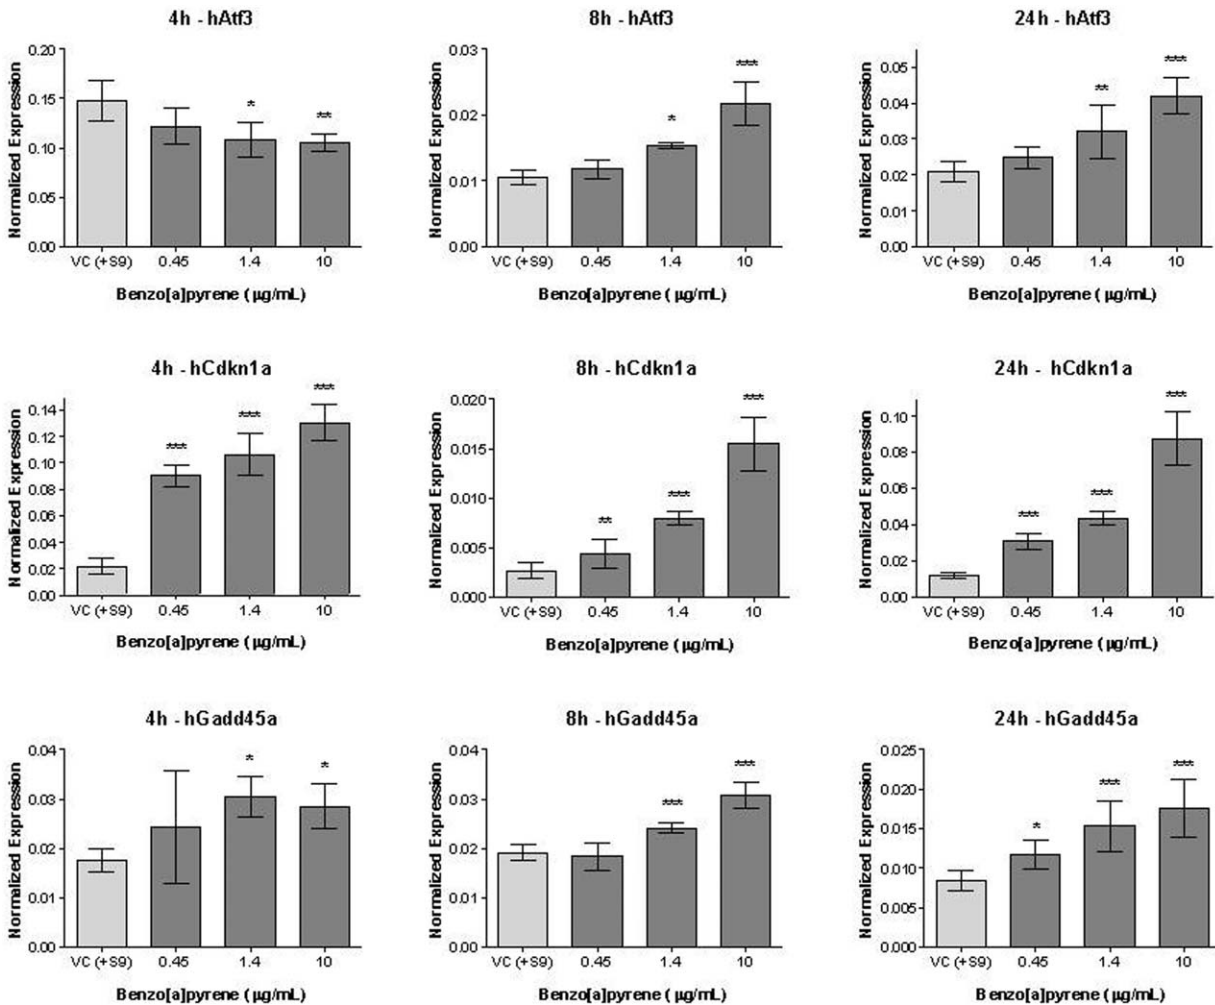 4h - hAtf3
8h - hAtf3
24h - hAtf3
Normalized Expression
0.20
0.15
0.10
0.05
0.00
*
**
VC (+S9) 0.45 1.4 10
Benzo[a]pyrene (µg/mL)
Normalized Expression
0.03
0.02
0.01
0.00
*
***
VC (+S9) 0.45 1.4 10
Benzo[a]pyrene (µg/mL)
Normalized Expression
0.05
0.04
0.03
0.02
0.01
0.00
**
***
VC (+S9) 0.45 1.4 10
Benzo[a]pyrene (µg/mL)
4h - hCdkn1a
8h - hCdkn1a
24h - hCdkn1a
Normalized Expression
0.14
0.12
0.10
0.08
0.06
0.04
0.02
0.00
***
***
***
VC (+S9) 0.45 1.4 10
Benzo[a]pyrene (µg/mL)
Normalized Expression
0.020
0.015
0.010
0.005
0.000
**
***
***
VC (+S9) 0.45 1.4 10
Benzo[a]pyrene (µg/mL)
Normalized Expression
0.10
0.08
0.06
0.04
0.02
0.00
***
***
***
VC (+S9) 0.45 1.4 10
Benzo[a]pyrene (µg/mL)
4h - hGadd45a
8h - hGadd45a
24h - hGadd45a
Normalized Expression
0.04
0.03
0.02
0.01
0.00
*
*
VC (+S9) 0.45 1.4 10
Benzo[a]pyrene (µg/mL)
Normalized Expression
0.04
0.03
0.02
0.01
0.00
***
***
VC (+S9) 0.45 1.4 10
Benzo[a]pyrene (µg/mL)
Normalized Expression
0.025
0.020
0.015
0.010
0.005
0.000
*
***
***
VC (+S9) 0.45 1.4 10
Benzo[a]pyrene (µg/mL)